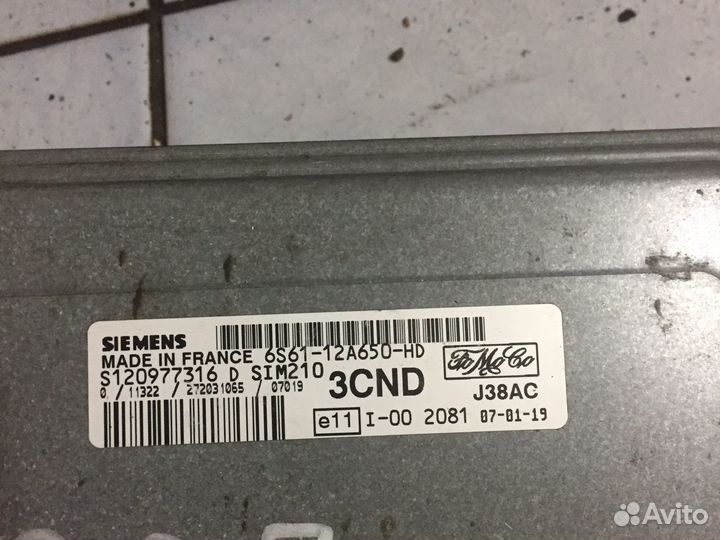 SIEMENS
MADE IN FRANCE 6S61-12A650-HD
S120977316 D SIM210
0 / 11322 / 272031065 / 07019
3CND
FoMoCo
J38AC
e11 I-00 2081 07-01-19
Avito